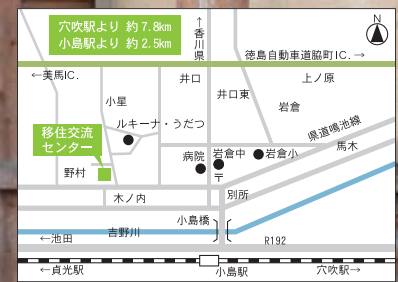 穴吹駅より 約7.8km
小島駅より 約2.5km
←香川県
N
徳島自動車道脇町IC.→
←美馬IC.
井口
上ノ原
小星
井口東
岩倉
ルキーナ・うだつ
県道鳴池線
移住交流
センター
病院
岩倉中
岩倉小
馬木
野村
〒
木ノ内
別所
小島橋
←池田
吉野川
R192
←貞光駅
小島駅
穴吹駅→